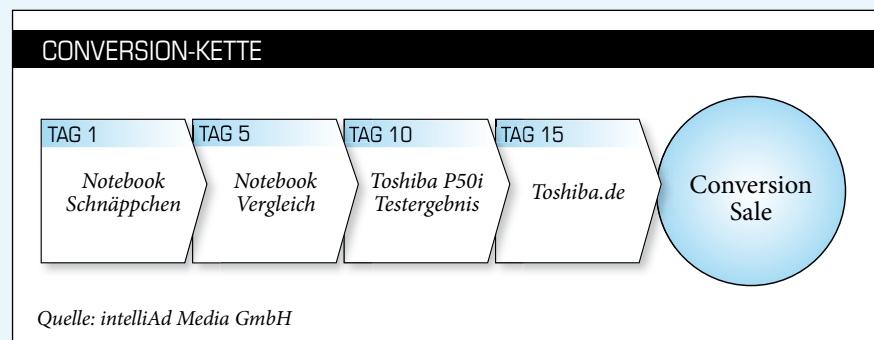 CONVERSION-KETTE
TAG 1
Notebook
Schnäppchen
TAG 5
Notebook
Vergleich
TAG 10
Toshiba P50i
Testergebnis
TAG 15
Toshiba.de
Conversion
Sale
Quelle: intelliAd Media GmbH